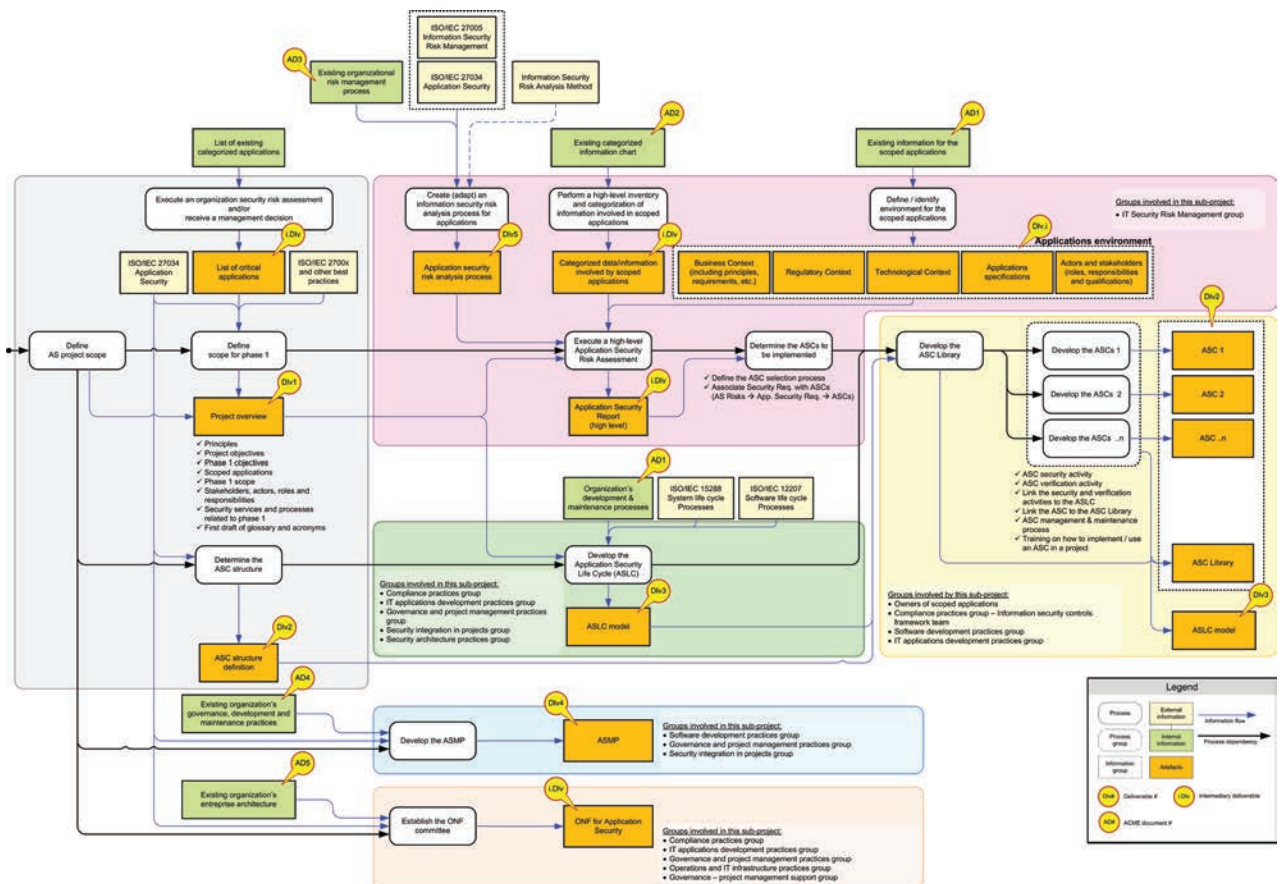 ISO/IEC 27005
Information Security
Risk Management
ISO/IEC 27034
Application Security
Information Security
Risk Analysis Method
AD3
Existing organizational
risk management
process
AD2
AD1
List of existing
categorized applications
Existing categorized
information chart
Existing information for the
scoped applications
Execute an organization security risk assessment
and/or
receive a management decision
Create (adapt) an
information security risk
analysis process for
applications
Perform a high-level inventory
and categorization of
information involved in scoped
applications
Define / identify
environment for the
scoped applications
Groups involved in this sub-project:
• IT Security Risk Management group
i.Dlv
Dlv5
i.Dlv
Dlv.i
Applications environment
ISO/IEC 27034
Application
Security
List of critical
applications
ISO/IEC 2700x
and other best
practices
Application security
risk analysis process
Categorized data/information
involved by scoped
applications
Business Context
(including principles,
requirements, etc.)
Regulatory Context
Technological Context
Applications
specifications
Actors and stakeholders
(roles, responsibilities
and qualifications)
Dlv2
Define
AS project scope
Define
scope for phase 1
Execute a high-level
Application Security
Risk Assessment
Determine the ASCs to
be implemented
Develop the
ASC Library
Develop the ASCs 1
ASC 1
✓ Define the ASC selection process
✓ Associate Security Req. with ASCs
(AS Risks → App. Security Req. → ASCs)
Dlv1
i.Dlv
Develop the ASCs 2
ASC 2
Project overview
Application Security
Report
(high level)
Develop the ASCs ..n
ASC ..n
✓ Principles
✓ Project objectives
✓ Phase 1 objectives
✓ Scoped applications
✓ Phase 1 scope
✓ Stakeholders, actors, roles and
responsibilities
✓ Security services and processes
related to phase 1
✓ First draft of glossary and acronyms
AD1
Organization's
development &
maintenance processes
ISO/IEC 15288
System life cycle
Processes
ISO/IEC 12207
Software life cycle
Processes
✓ ASC security activity
✓ ASC verification activity
✓ Link the security and verification
activities to the ASLC
✓ Link the ASC to the ASC Library
✓ ASC management & maintenance
process
✓ Training on how to implement / use
an ASC in a project
Determine the
ASC structure
Develop the
Application Security
Life Cycle (ASLC)
ASC Library
Groups involved in this sub-project:
• Compliance practices group
• IT applications development practices group
• Governance and project management practices
group
• Security integration in projects group
• Security architecture practices group
Dlv3
ASLC model
Groups involved by this sub-project:
• Owners of scoped applications
• Compliance practices group – Information security controls
framework team
• Software development practices group
• IT applications development practices group
Dlv3
ASLC model
Dlv2
ASC structure
definition
AD4
Existing organization's
governance, development and
maintenance practices
Develop the ASMP
Dlv4
ASMP
Groups involved in this sub-project:
• Software development practices group
• Governance and project management practices group
• Security integration in projects group
AD5
Existing organization's
entreprise architecture
Establish the ONF
committee
i.Dlv
ONF for Application
Security
Groups involved in this sub-project:
• Compliance practices group
• IT applications development practices group
• Governance and project management practices group
• Operations and IT infrastructure practices group
• Governance – project management support group
Legend
Process
External
information
Information flow
Process
group
Internal
information
Process dependency
Information
group
Artefacts
Dlv#
Deliverable #
i.Dlv
Intermediary deliverable
AD#
ACME document #